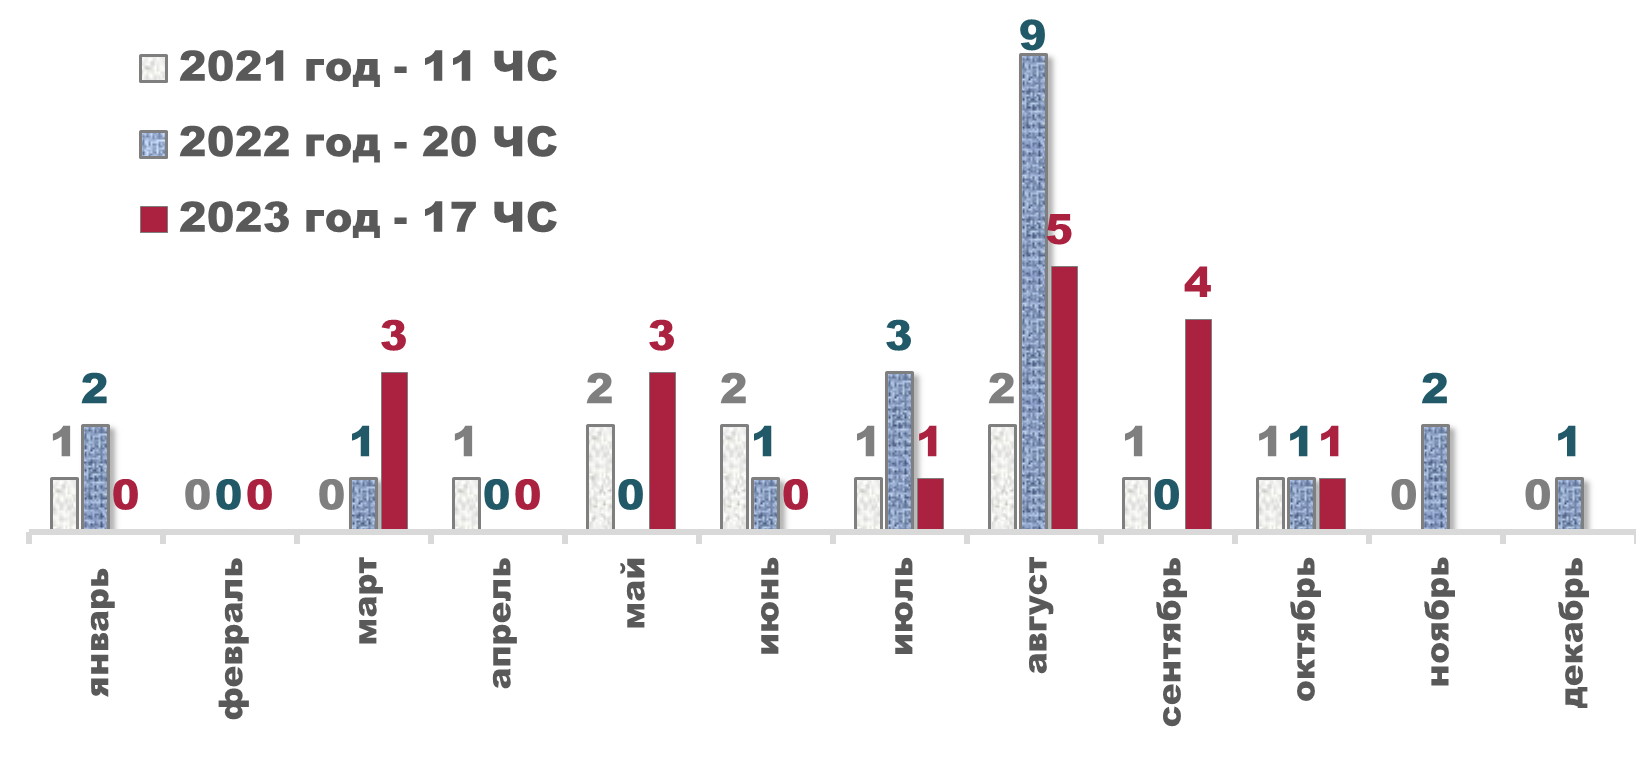 2021 год - 11 ЧС
2022 год - 20 ЧС
2023 год - 17 ЧС
1 2 0
0 0 0
0 1 3
1 0 0
2 0 3
2 1 0
1 3 1
2 9 5
1 0 4
1 1 1
0 2
0 1
январь
февраль
март
апрель
май
июнь
июль
август
сентябрь
октябрь
ноябрь
декабрь